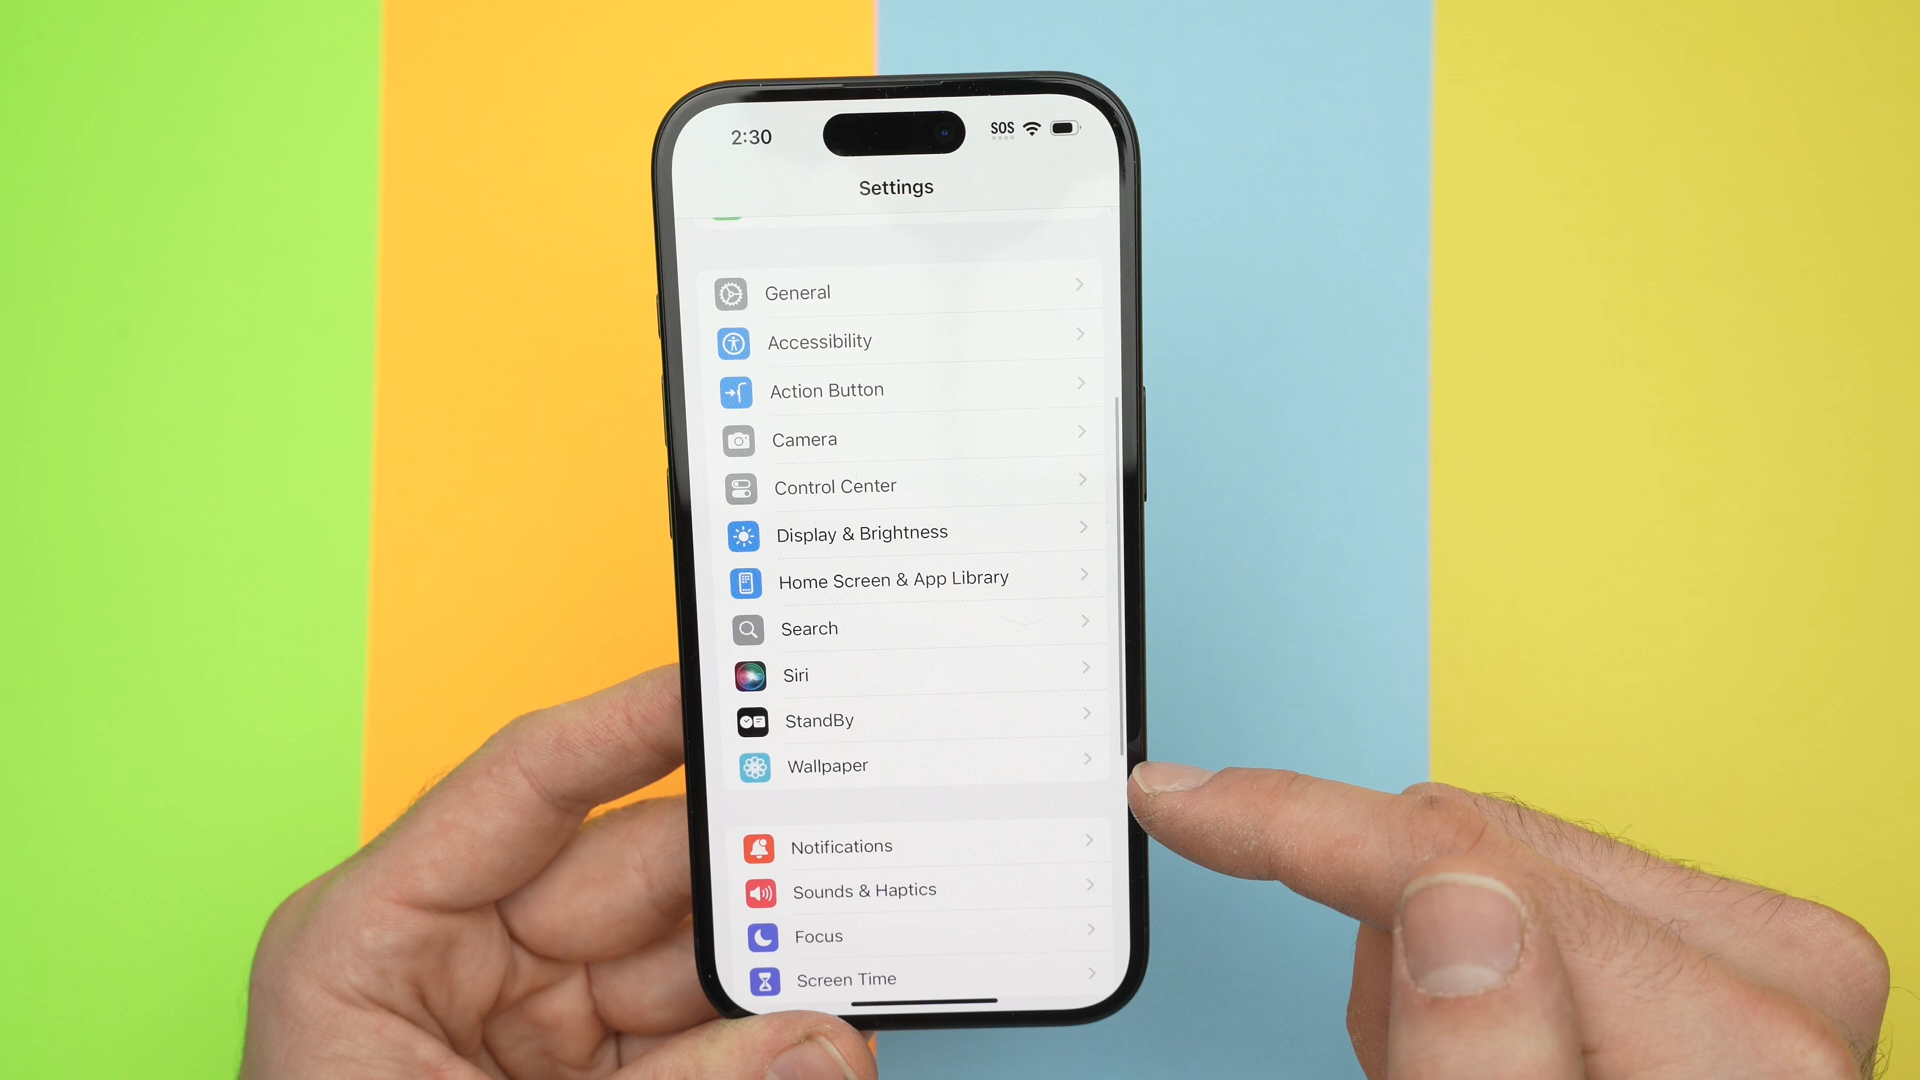 2:30
SOS
Settings
General
Accessibility
Action Button
Camera
Control Center
Display & Brightness
Home Screen & App Library
Search
Siri
StandBy
Wallpaper
Notifications
Sounds & Haptics
Focus
Screen Time